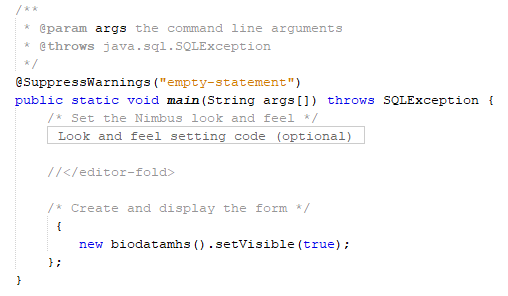 /**
 * @param args the command line arguments
 * @throws java.sql.SQLException
 */
@SuppressWarnings("empty-statement")
public static void main(String args[]) throws SQLException {
    /* Set the Nimbus look and feel */
    Look and feel setting code (optional)
    //</editor-fold>
    /* Create and display the form */
     {
        new biodatamhs().setVisible(true);
    };
}